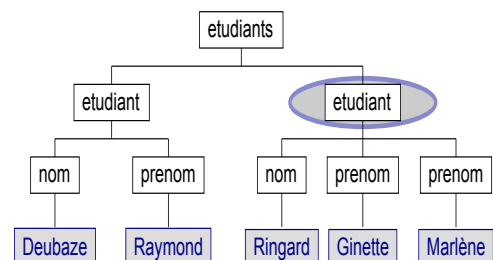 etudiants
etudiant etudiant
nom prenom nom prenom prenom
Deubaze Raymond Ringard Ginette Marlène